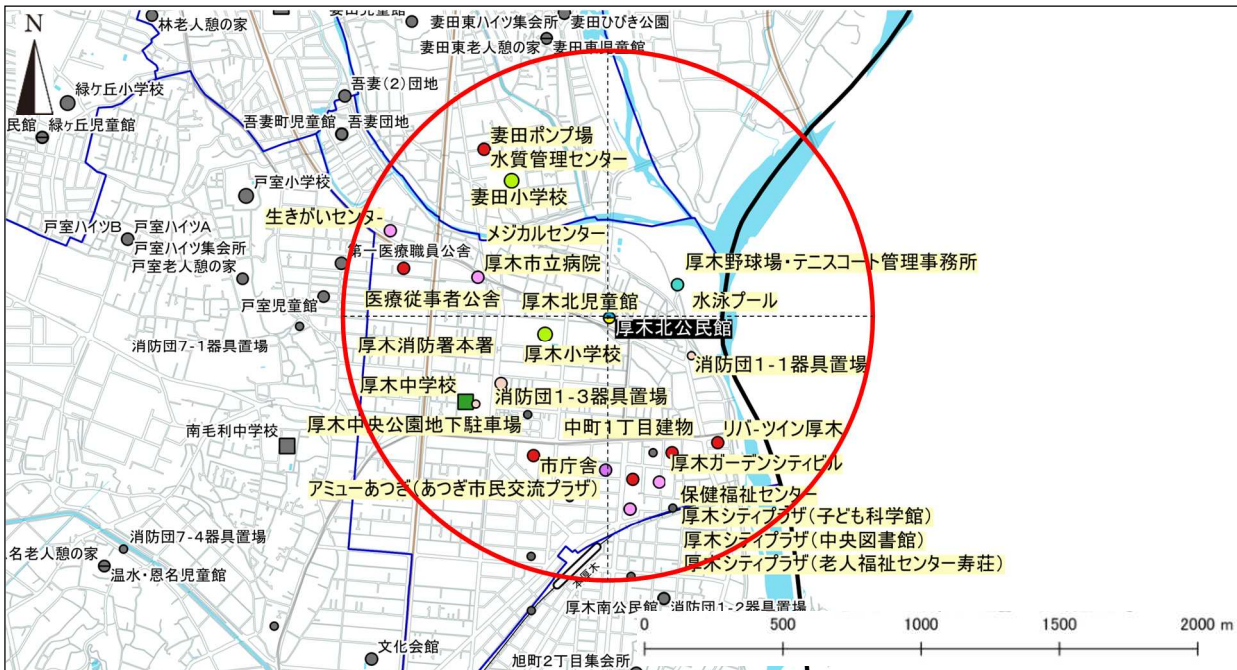 妻田児童館
林老人憩の家
妻田東ハイツ集会所
妻田ひびき公園
N
妻田東老人憩の家
妻田東児童館
緑ケ丘小学校
吾妻(2)団地
民館
緑ヶ丘児童館
吾妻町児童館
吾妻団地
妻田ポンプ場
水質管理センター
妻田小学校
戸室小学校
生きがいセンター
戸室ハイツB
戸室ハイツA
メジカルセンター
戸室ハイツ集会所
第一医療職員公舎
厚木野球場・テニスコート管理事務所
戸室老人憩の家
厚木市立病院
医療従事者公舎
厚木北児童館
水泳プール
戸室児童館
厚木北公民館
消防団7-1器具置場
厚木消防署本署
厚木小学校
消防団1-1器具置場
厚木中学校
消防団1-3器具置場
厚木中央公園地下駐車場
中町1丁目建物
リバーツイン厚木
南毛利中学校
市庁舎
厚木ガーデンシティビル
アミューあつぎ(あつぎ市民交流プラザ)
保健福祉センター
厚木シティプラザ(子ども科学館)
消防団7-4器具置場
厚木シティプラザ(中央図書館)
名老人憩の家
厚木シティプラザ(老人福祉センター寿荘)
温水・恩名児童館
本厚木
厚木南公民館
消防団1-2器具置場
文化会館
旭町2丁目集会所
0 500 1000 1500 2000 m